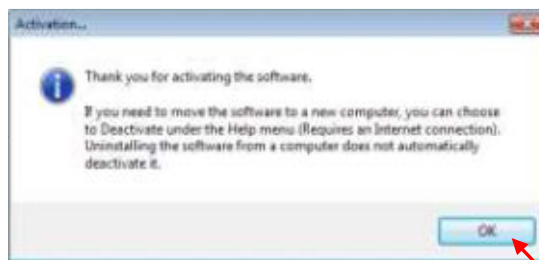 Activation...
Thank you for activating the software.
If you need to move the software to a new computer, you can choose
to Deactivate under the Help menu (Requires an Internet connection).
Uninstalling the software from a computer does not automatically
deactivate it.
OK